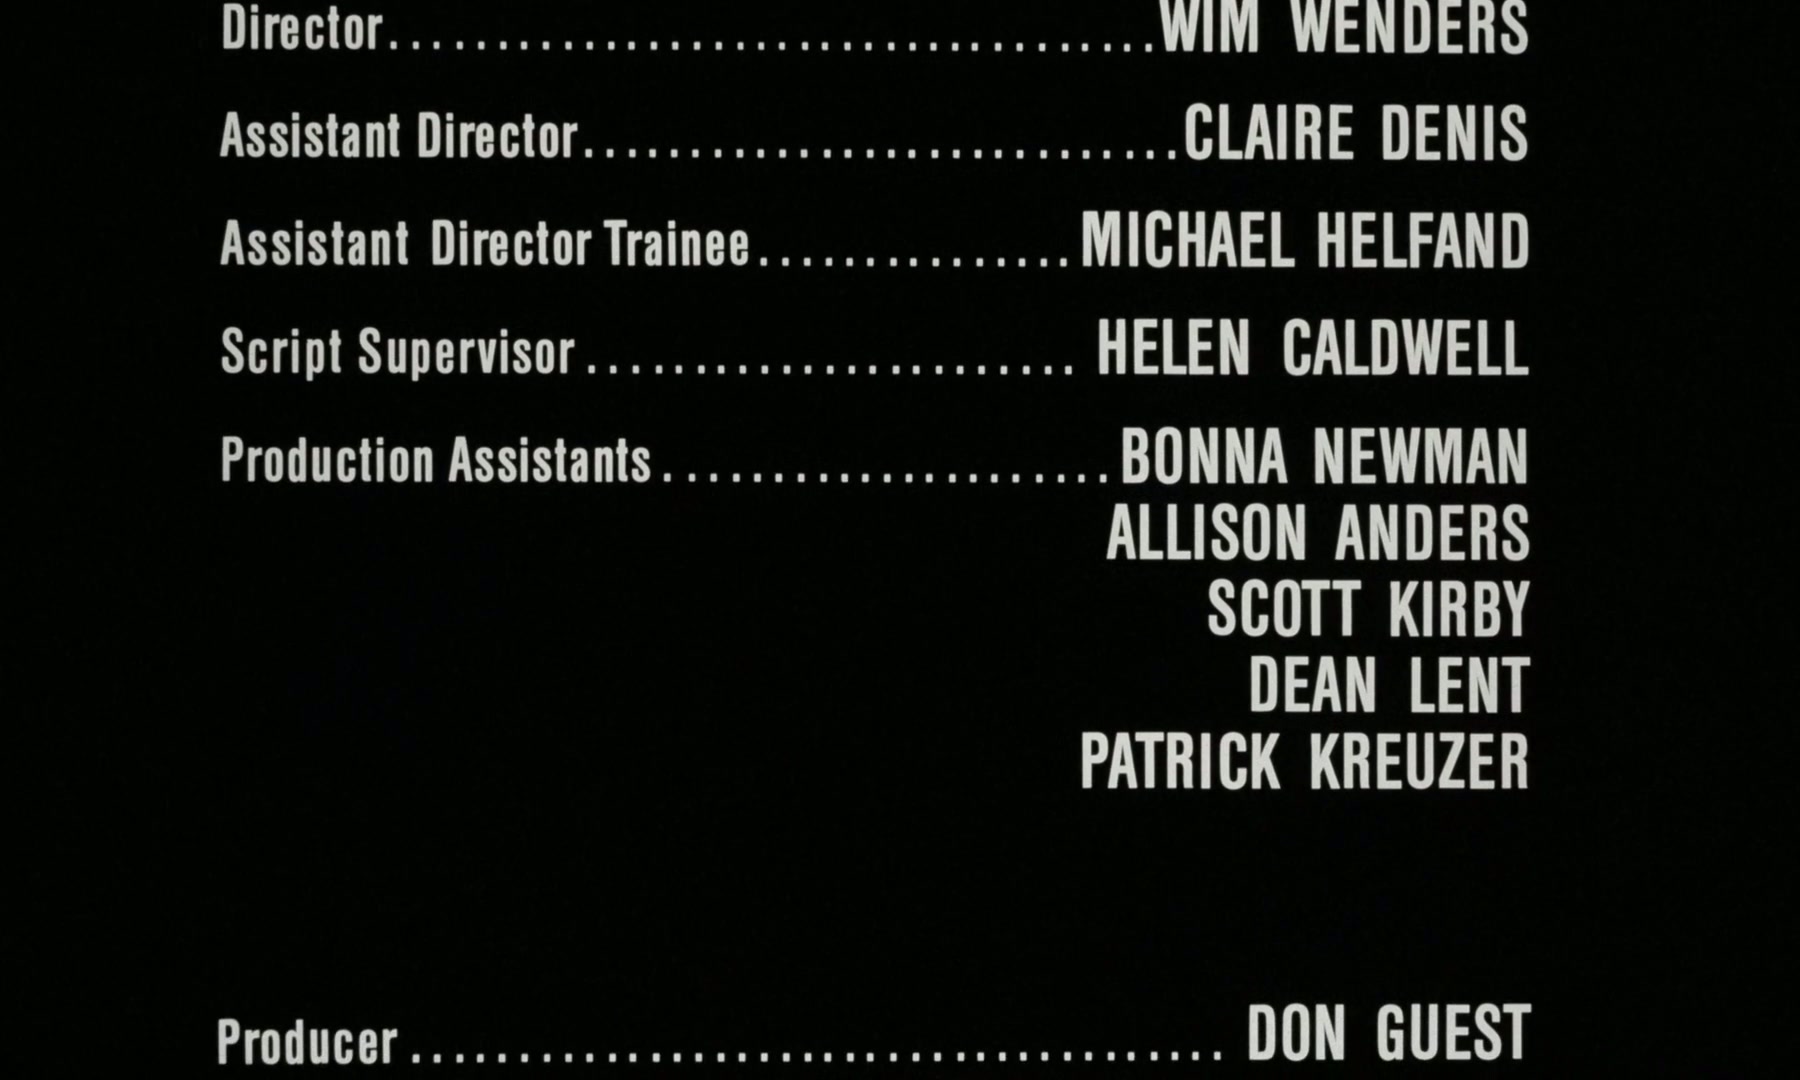 Director........................................WIM WENDERS
Assistant Director............................CLAIRE DENIS
Assistant Director Trainee...............MICHAEL HELFAND
Script Supervisor....................... HELEN CALDWELL
Production Assistants.....................BONNA NEWMAN
ALLISON ANDERS
SCOTT KIRBY
DEAN LENT
PATRICK KREUZER
Producer....................................... DON GUEST